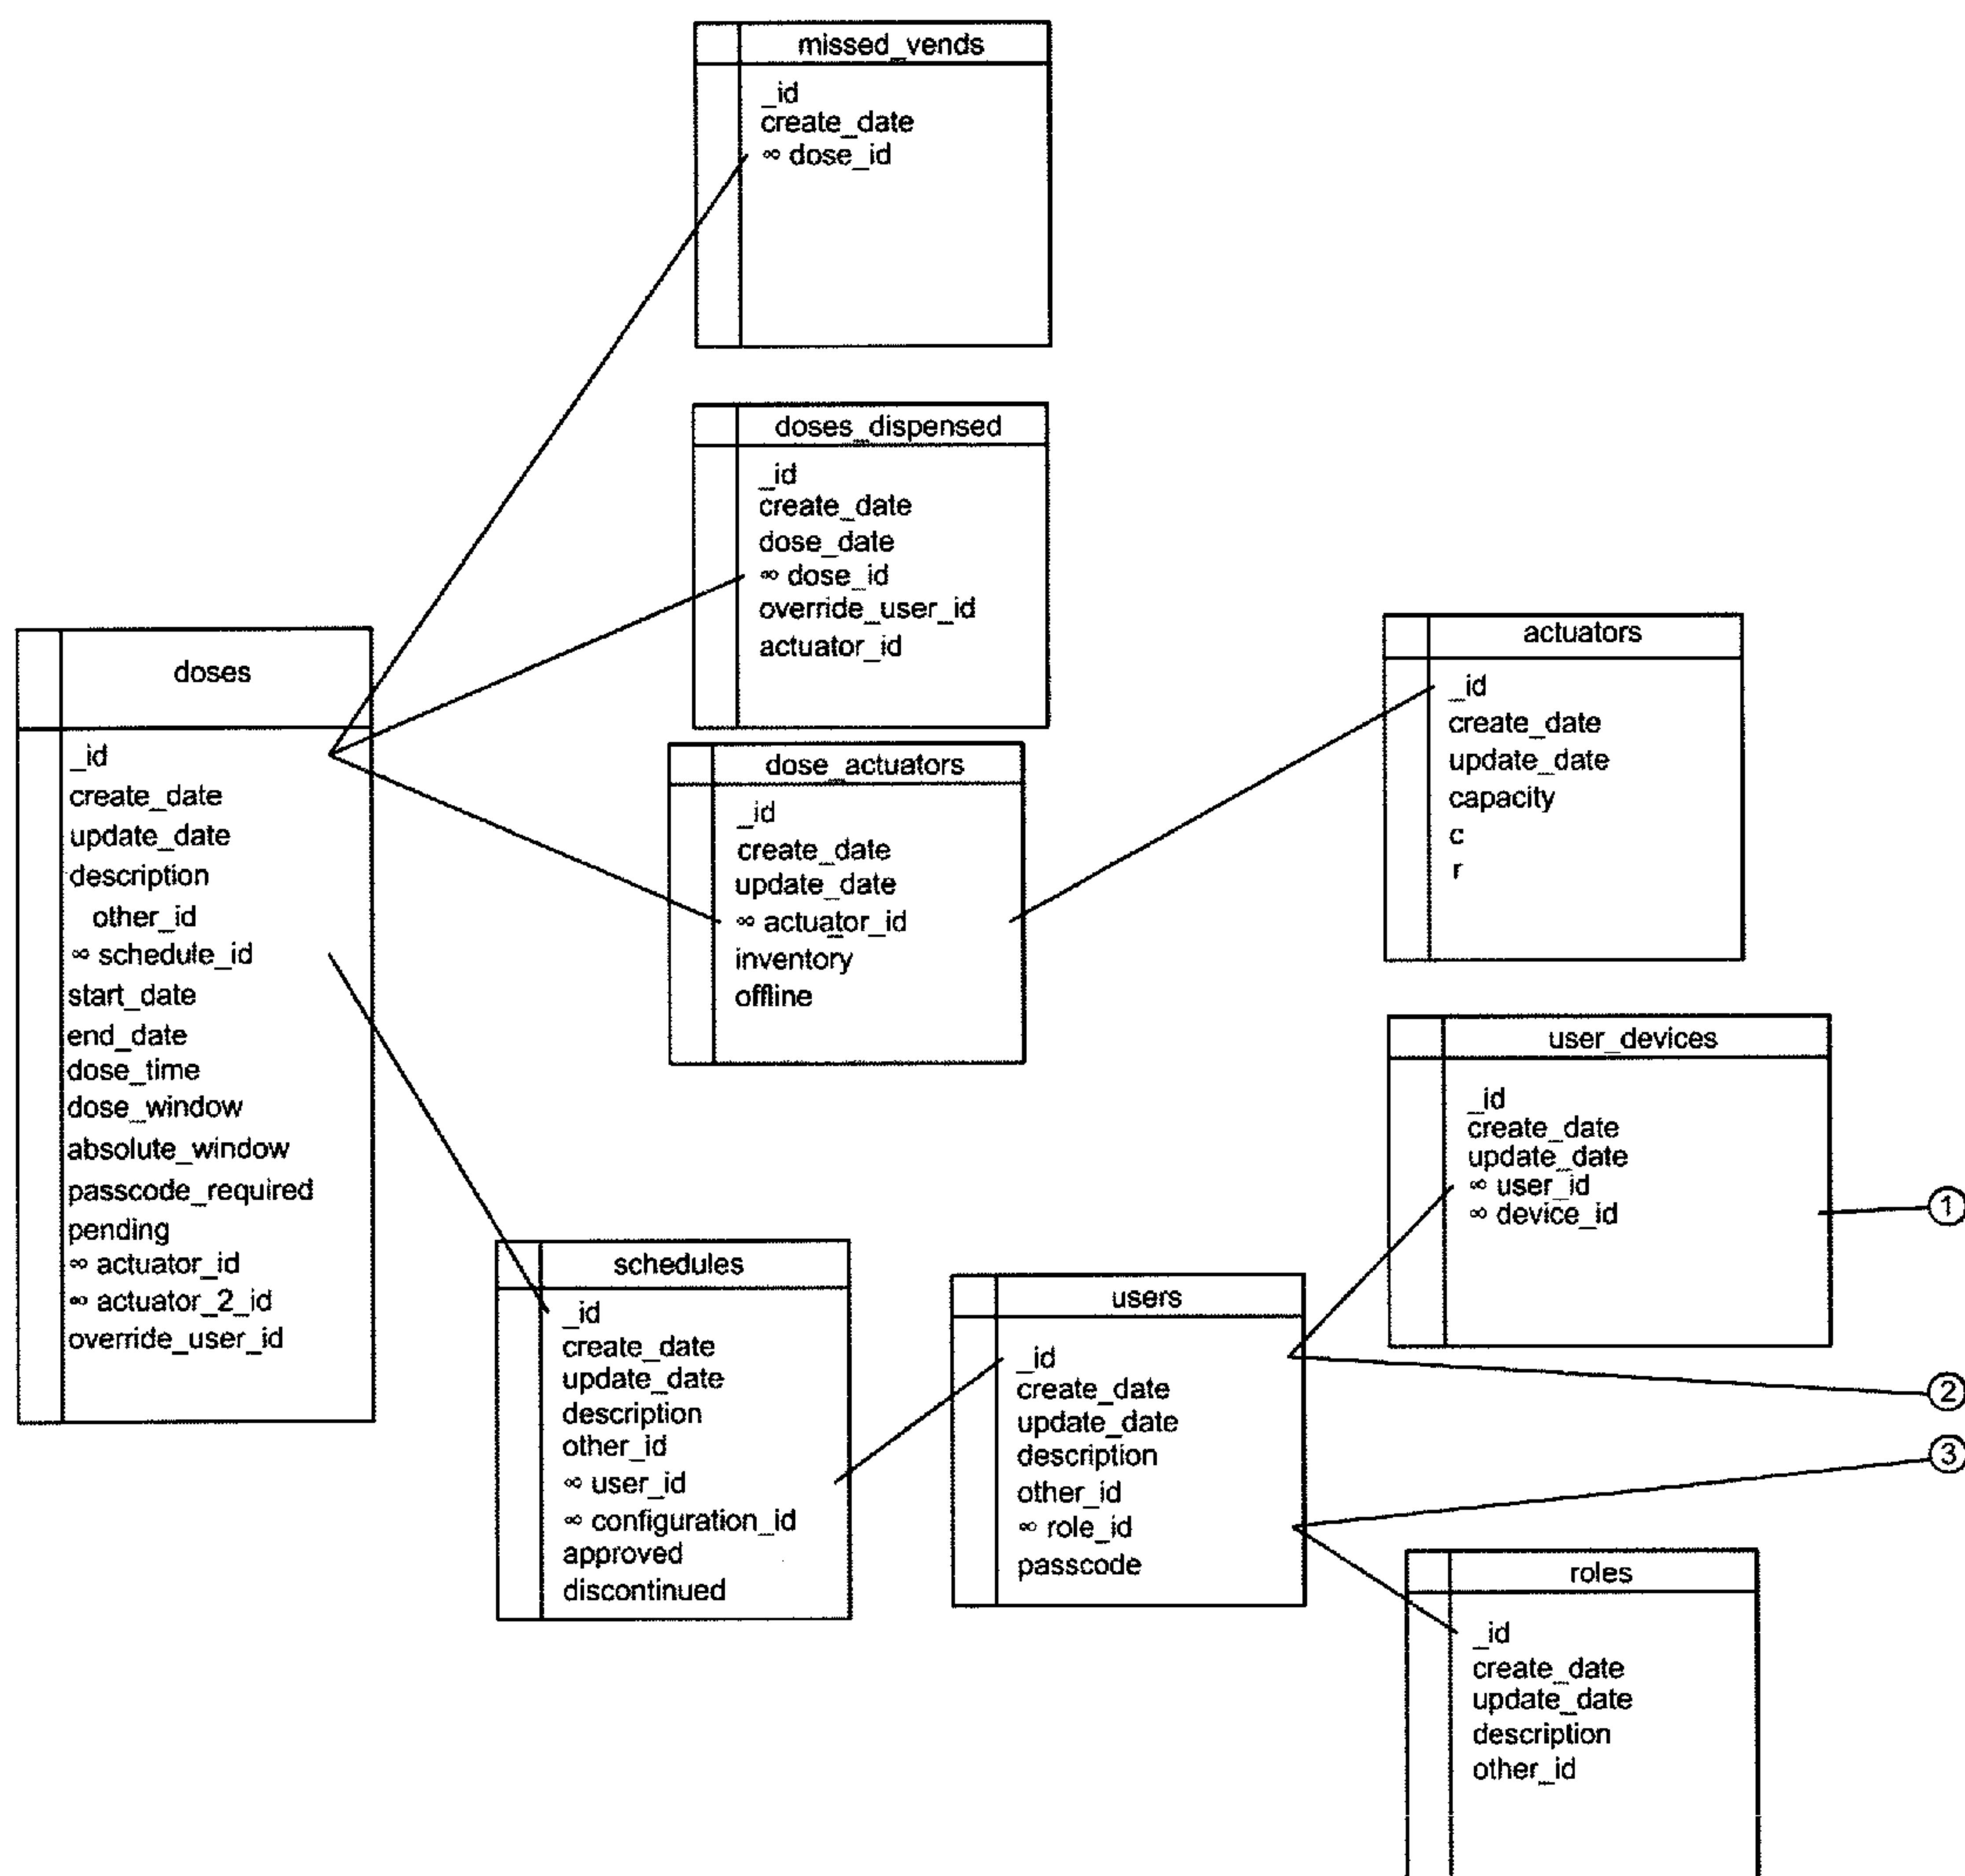 missed_vends
_id
create_date
∞ dose_id
doses_dispensed
_id
create_date
dose_date
∞ dose_id
override_user_id
actuator_id
doses
_id
create_date
update_date
description
other_id
∞ schedule_id
start_date
end_date
dose_time
dose_window
absolute_window
passcode_required
pending
∞ actuator_id
∞ actuator_2_id
override_user_id
dose_actuators
_id
create_date
update_date
∞ actuator_id
inventory
offline
actuators
_id
create_date
update_date
capacity
c
r
user_devices
_id
create_date
update_date
∞ user_id
∞ device_id
1
2
3
schedules
_id
create_date
update_date
description
other_id
∞ user_id
∞ configuration_id
approved
discontinued
users
_id
create_date
update_date
description
other_id
∞ role_id
passcode
roles
_id
create_date
update_date
description
other_id